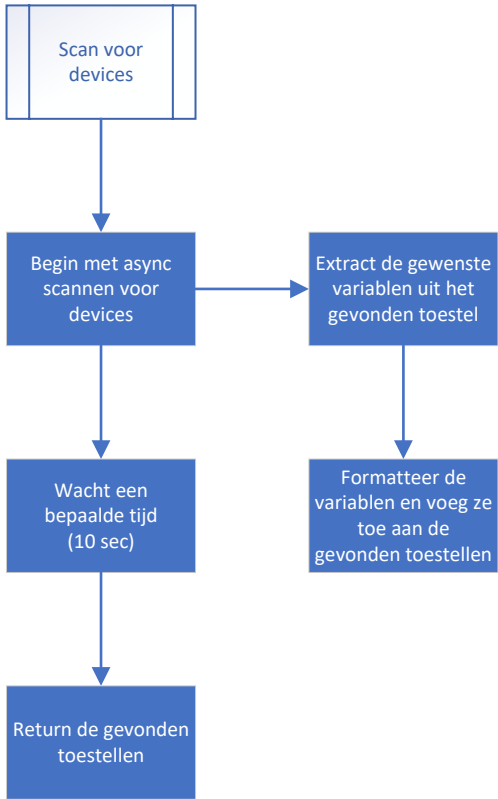 Scan voor
devices
Begin met async
scannen voor
devices
Extract de gewenste
variablen uit het
gevonden toestel
Wacht een
bepaalde tijd
(10 sec)
Formatteer de
variablen en voeg ze
toe aan de
gevonden toestellen
Return de gevonden
toestellen